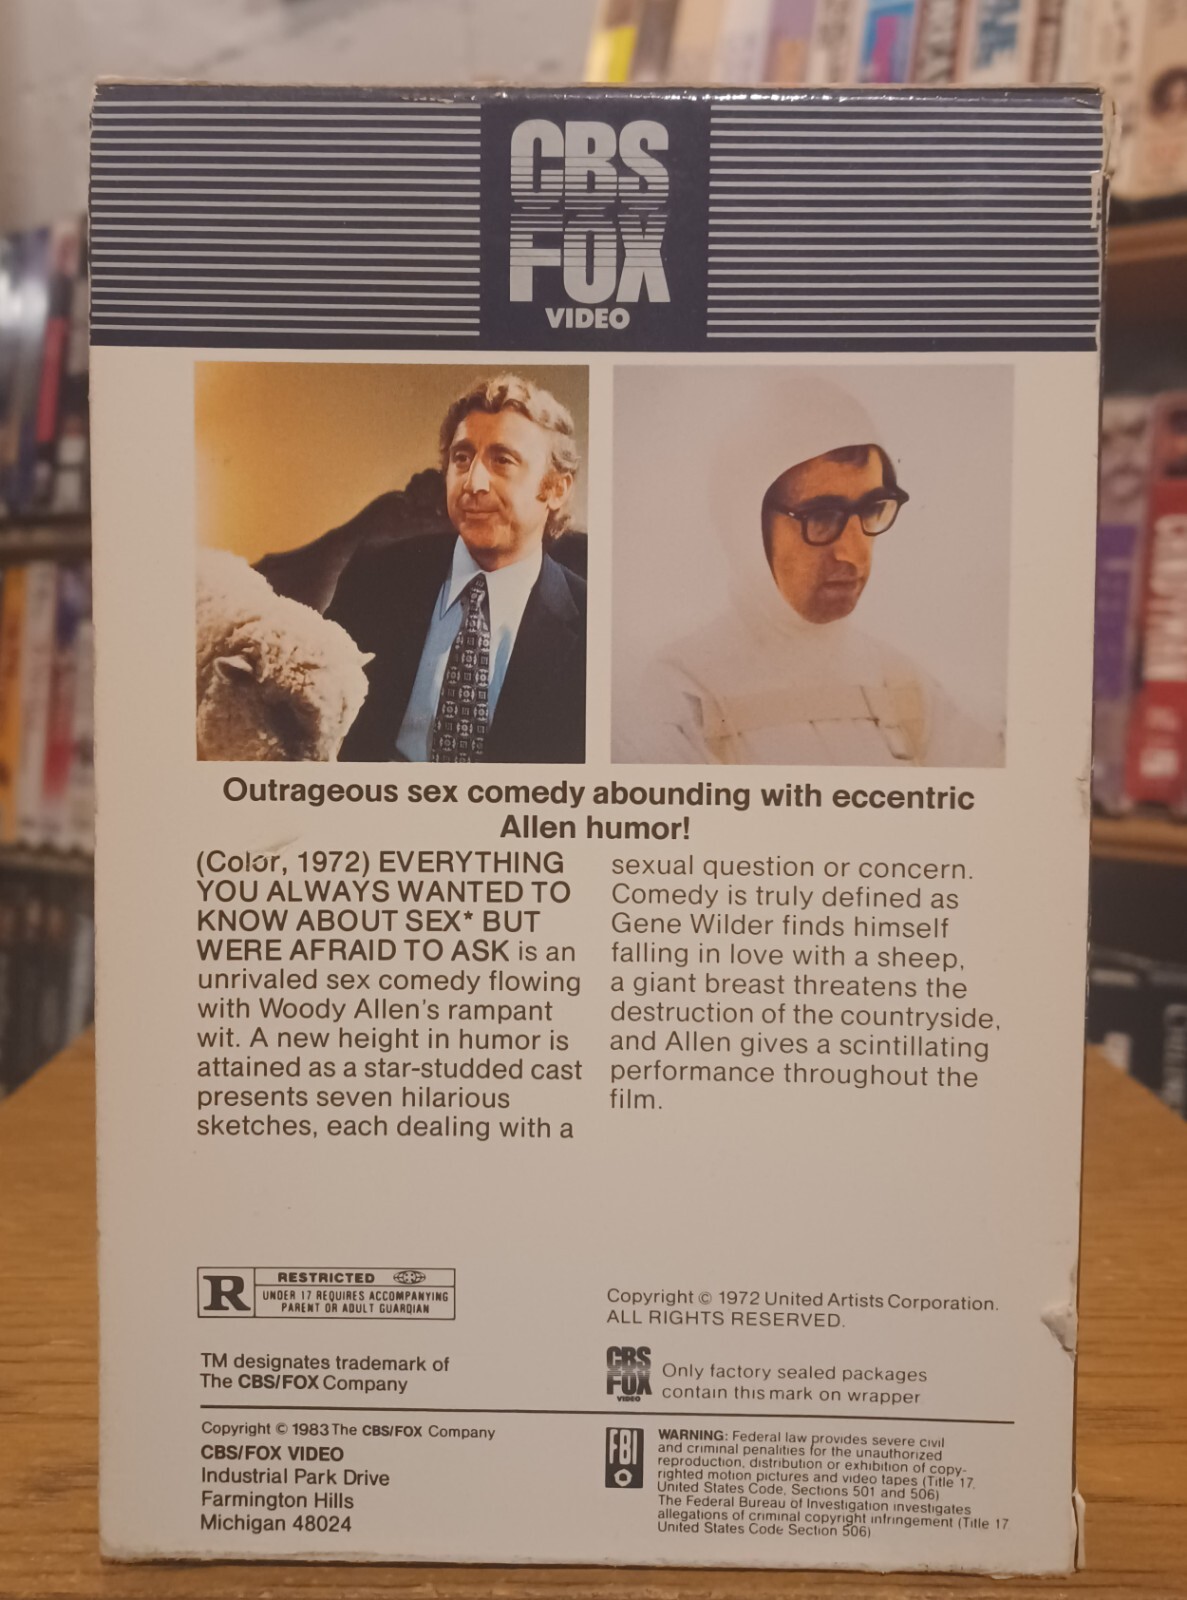 CBS
FOX
VIDEO
Outrageous sex comedy abounding with eccentric
Allen humor!
(Color, 1972) EVERYTHING
YOU ALWAYS WANTED TO
KNOW ABOUT SEX* BUT
WERE AFRAID TO ASK is an
unrivaled sex comedy flowing
with Woody Allen's rampant
wit. A new height in humor is
attained as a star-studded cast
presents seven hilarious
sketches, each dealing with a
sexual question or concern.
Comedy is truly defined as
Gene Wilder finds himself
falling in love with a sheep,
a giant breast threatens the
destruction of the countryside,
and Allen gives a scintillating
performance throughout the
film.
R
RESTRICTED
UNDER 17 REQUIRES ACCOMPANYING
PARENT OR ADULT GUARDIAN
Copyright © 1972 United Artists Corporation.
ALL RIGHTS RESERVED.
TM designates trademark of
The CBS/FOX Company
CBS
FOX
VIDEO
Only factory sealed packages
contain this mark on wrapper
Copyright © 1983 The CBS/FOX Company
CBS/FOX VIDEO
Industrial Park Drive
Farmington Hills
Michigan 48024
FBI
WARNING: Federal law provides severe civil
and criminal penalities for the unauthorized
reproduction, distribution or exhibition of copy-
righted motion pictures and video tapes (Title 17,
United States Code, Sections 501 and 506)
The Federal Bureau of Investigation investigates
allegations of criminal copyright infringement (Title 17
United States Code Section 506)